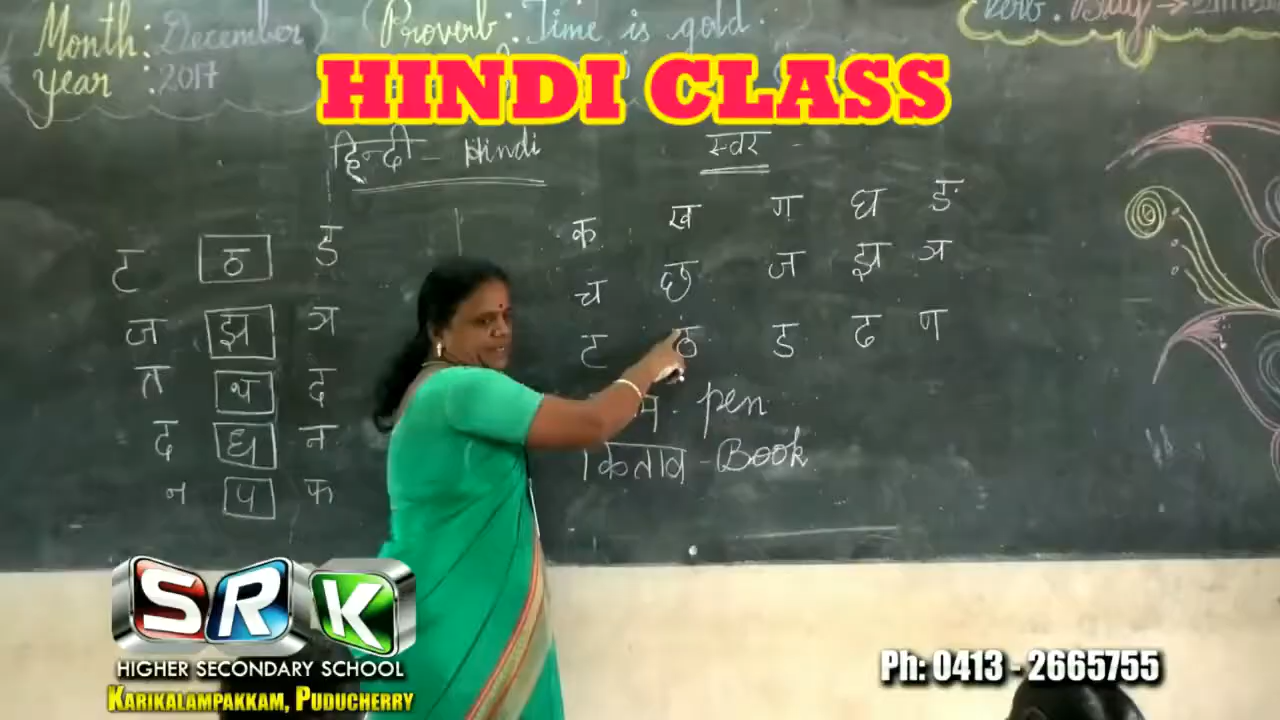 Month: December
Year : 2017
Proverb: Time is gold.
Verb: 
HINDI CLASS
हिन्दी - Hindi
स्वर
ट ठ ड
ज झ ञ
त थ द
द ध न
न प फ
क ख ग घ ङ
च छ ज झ ञ
ट ठ ड ढ ण
म - pen
किताब - Book
SRK
HIGHER SECONDARY SCHOOL
KARIKALAMPAKKAM, PUDUCHERRY
Ph: 0413 - 2665755